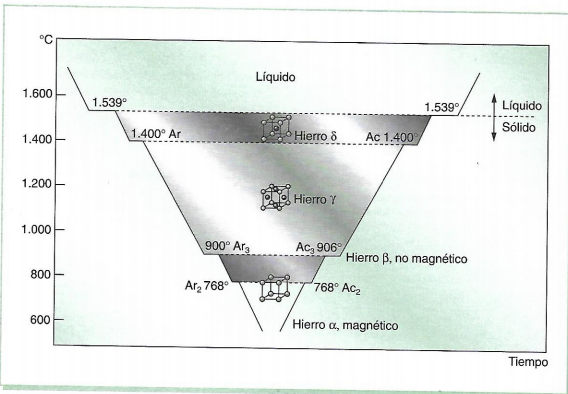 °C
Líquido
1.600
1.539°
1.539°
Líquido
Sólido
1.400
1.400° Ar
Hierro δ
Ac 1.400°
1.200
Hierro γ
1.000
900° Ar₃
Ac₃ 906°
Hierro β, no magnético
800
Ar₂ 768°
768° Ac₂
600
Hierro α, magnético
Tiempo